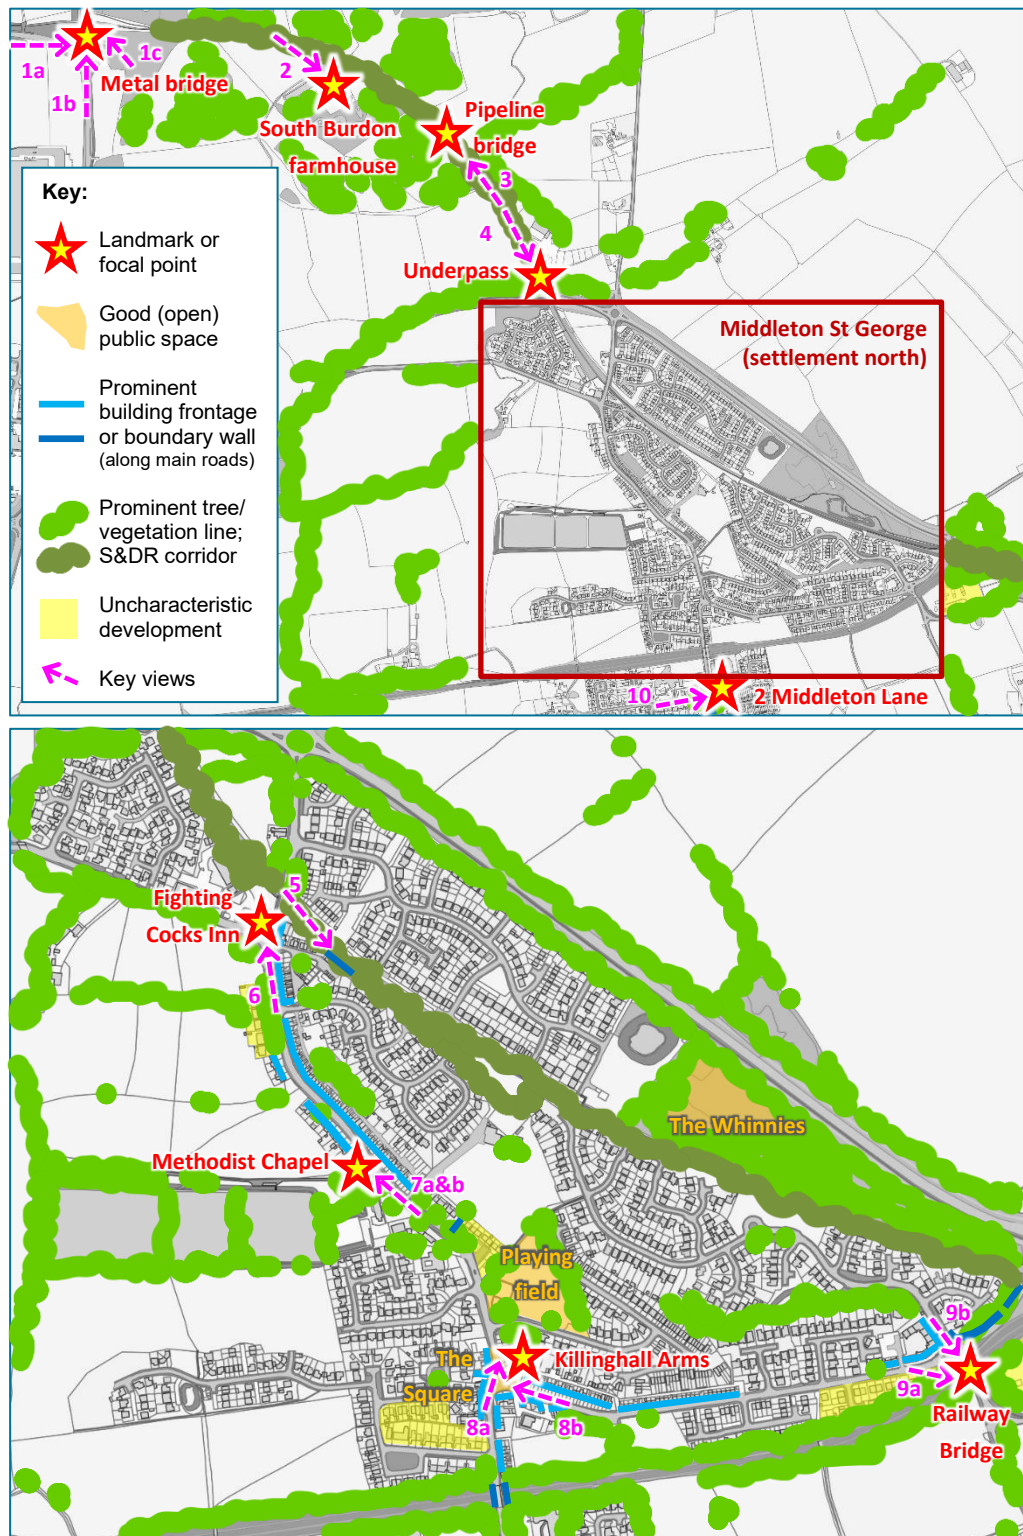 1a
1c
2
1b
Metal bridge
South Burdon
farmhouse
Pipeline
bridge
3
4
Underpass
Key:
Landmark or
focal point
Good (open)
public space
Prominent
building frontage
or boundary wall
(along main roads)
Prominent tree/
vegetation line;
S&DR corridor
Uncharacteristic
development
Key views
Middleton St George
(settlement north)
10
2 Middleton Lane
5
Fighting
Cocks Inn
6
The Whinnies
Methodist Chapel
7a&b
Playing
field
9b
The
Square
Killinghall Arms
9a
8a
8b
Railway
Bridge